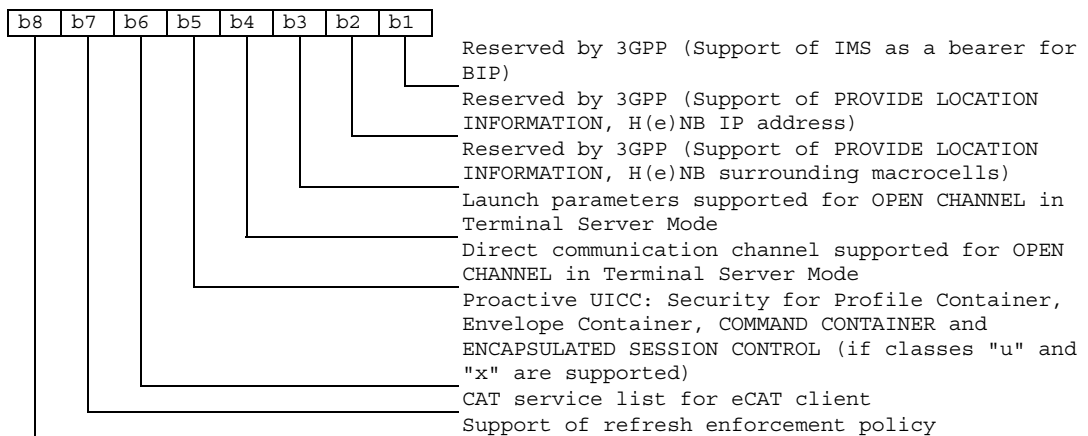 b8 b7 b6 b5 b4 b3 b2 b1
Reserved by 3GPP (Support of IMS as a bearer for
BIP)
Reserved by 3GPP (Support of PROVIDE LOCATION
INFORMATION, H(e)NB IP address)
Reserved by 3GPP (Support of PROVIDE LOCATION
INFORMATION, H(e)NB surrounding macrocells)
Launch parameters supported for OPEN CHANNEL in
Terminal Server Mode
Direct communication channel supported for OPEN
CHANNEL in Terminal Server Mode
Proactive UICC: Security for Profile Container,
Envelope Container, COMMAND CONTAINER and
ENCAPSULATED SESSION CONTROL (if classes "u" and
"x" are supported)
CAT service list for eCAT client
Support of refresh enforcement policy